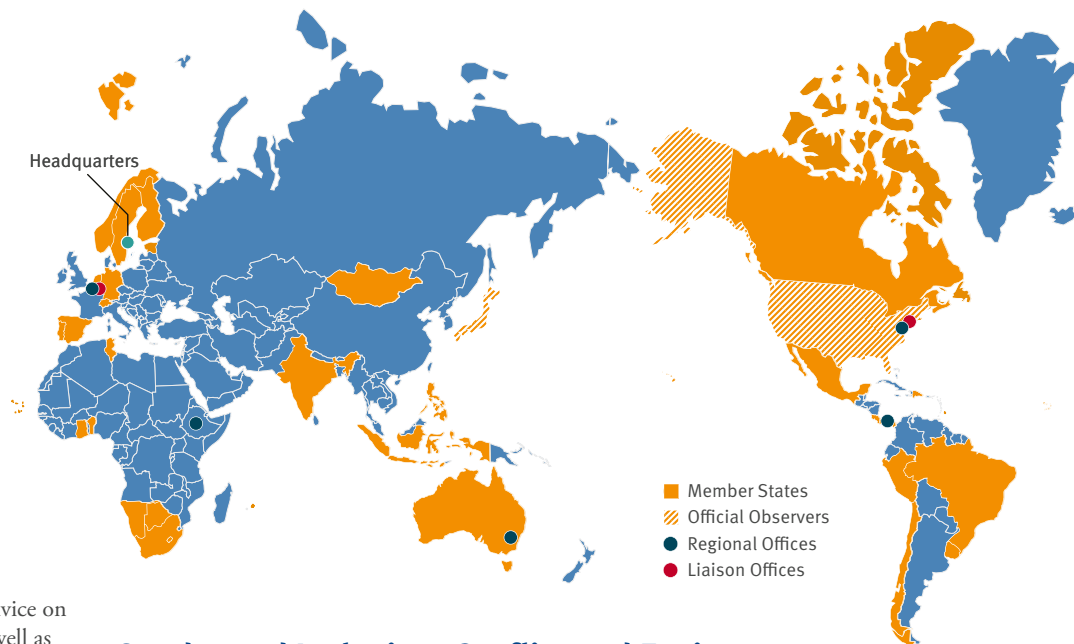 Headquarters
Member States
Official Observers
Regional Offices
Liaison Offices
vice on
well as